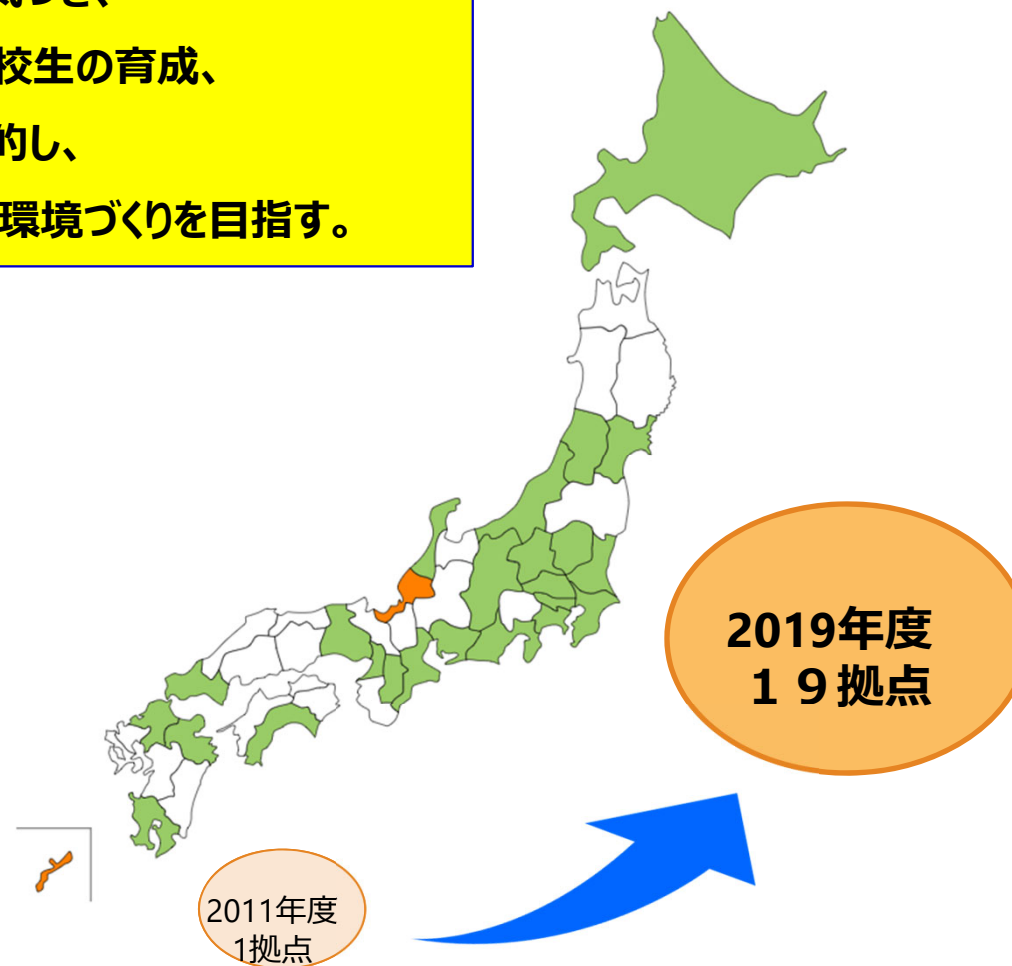 校生の育成、
的し、
環境づくりを目指す。
2019年度
１９拠点
2011年度
1拠点